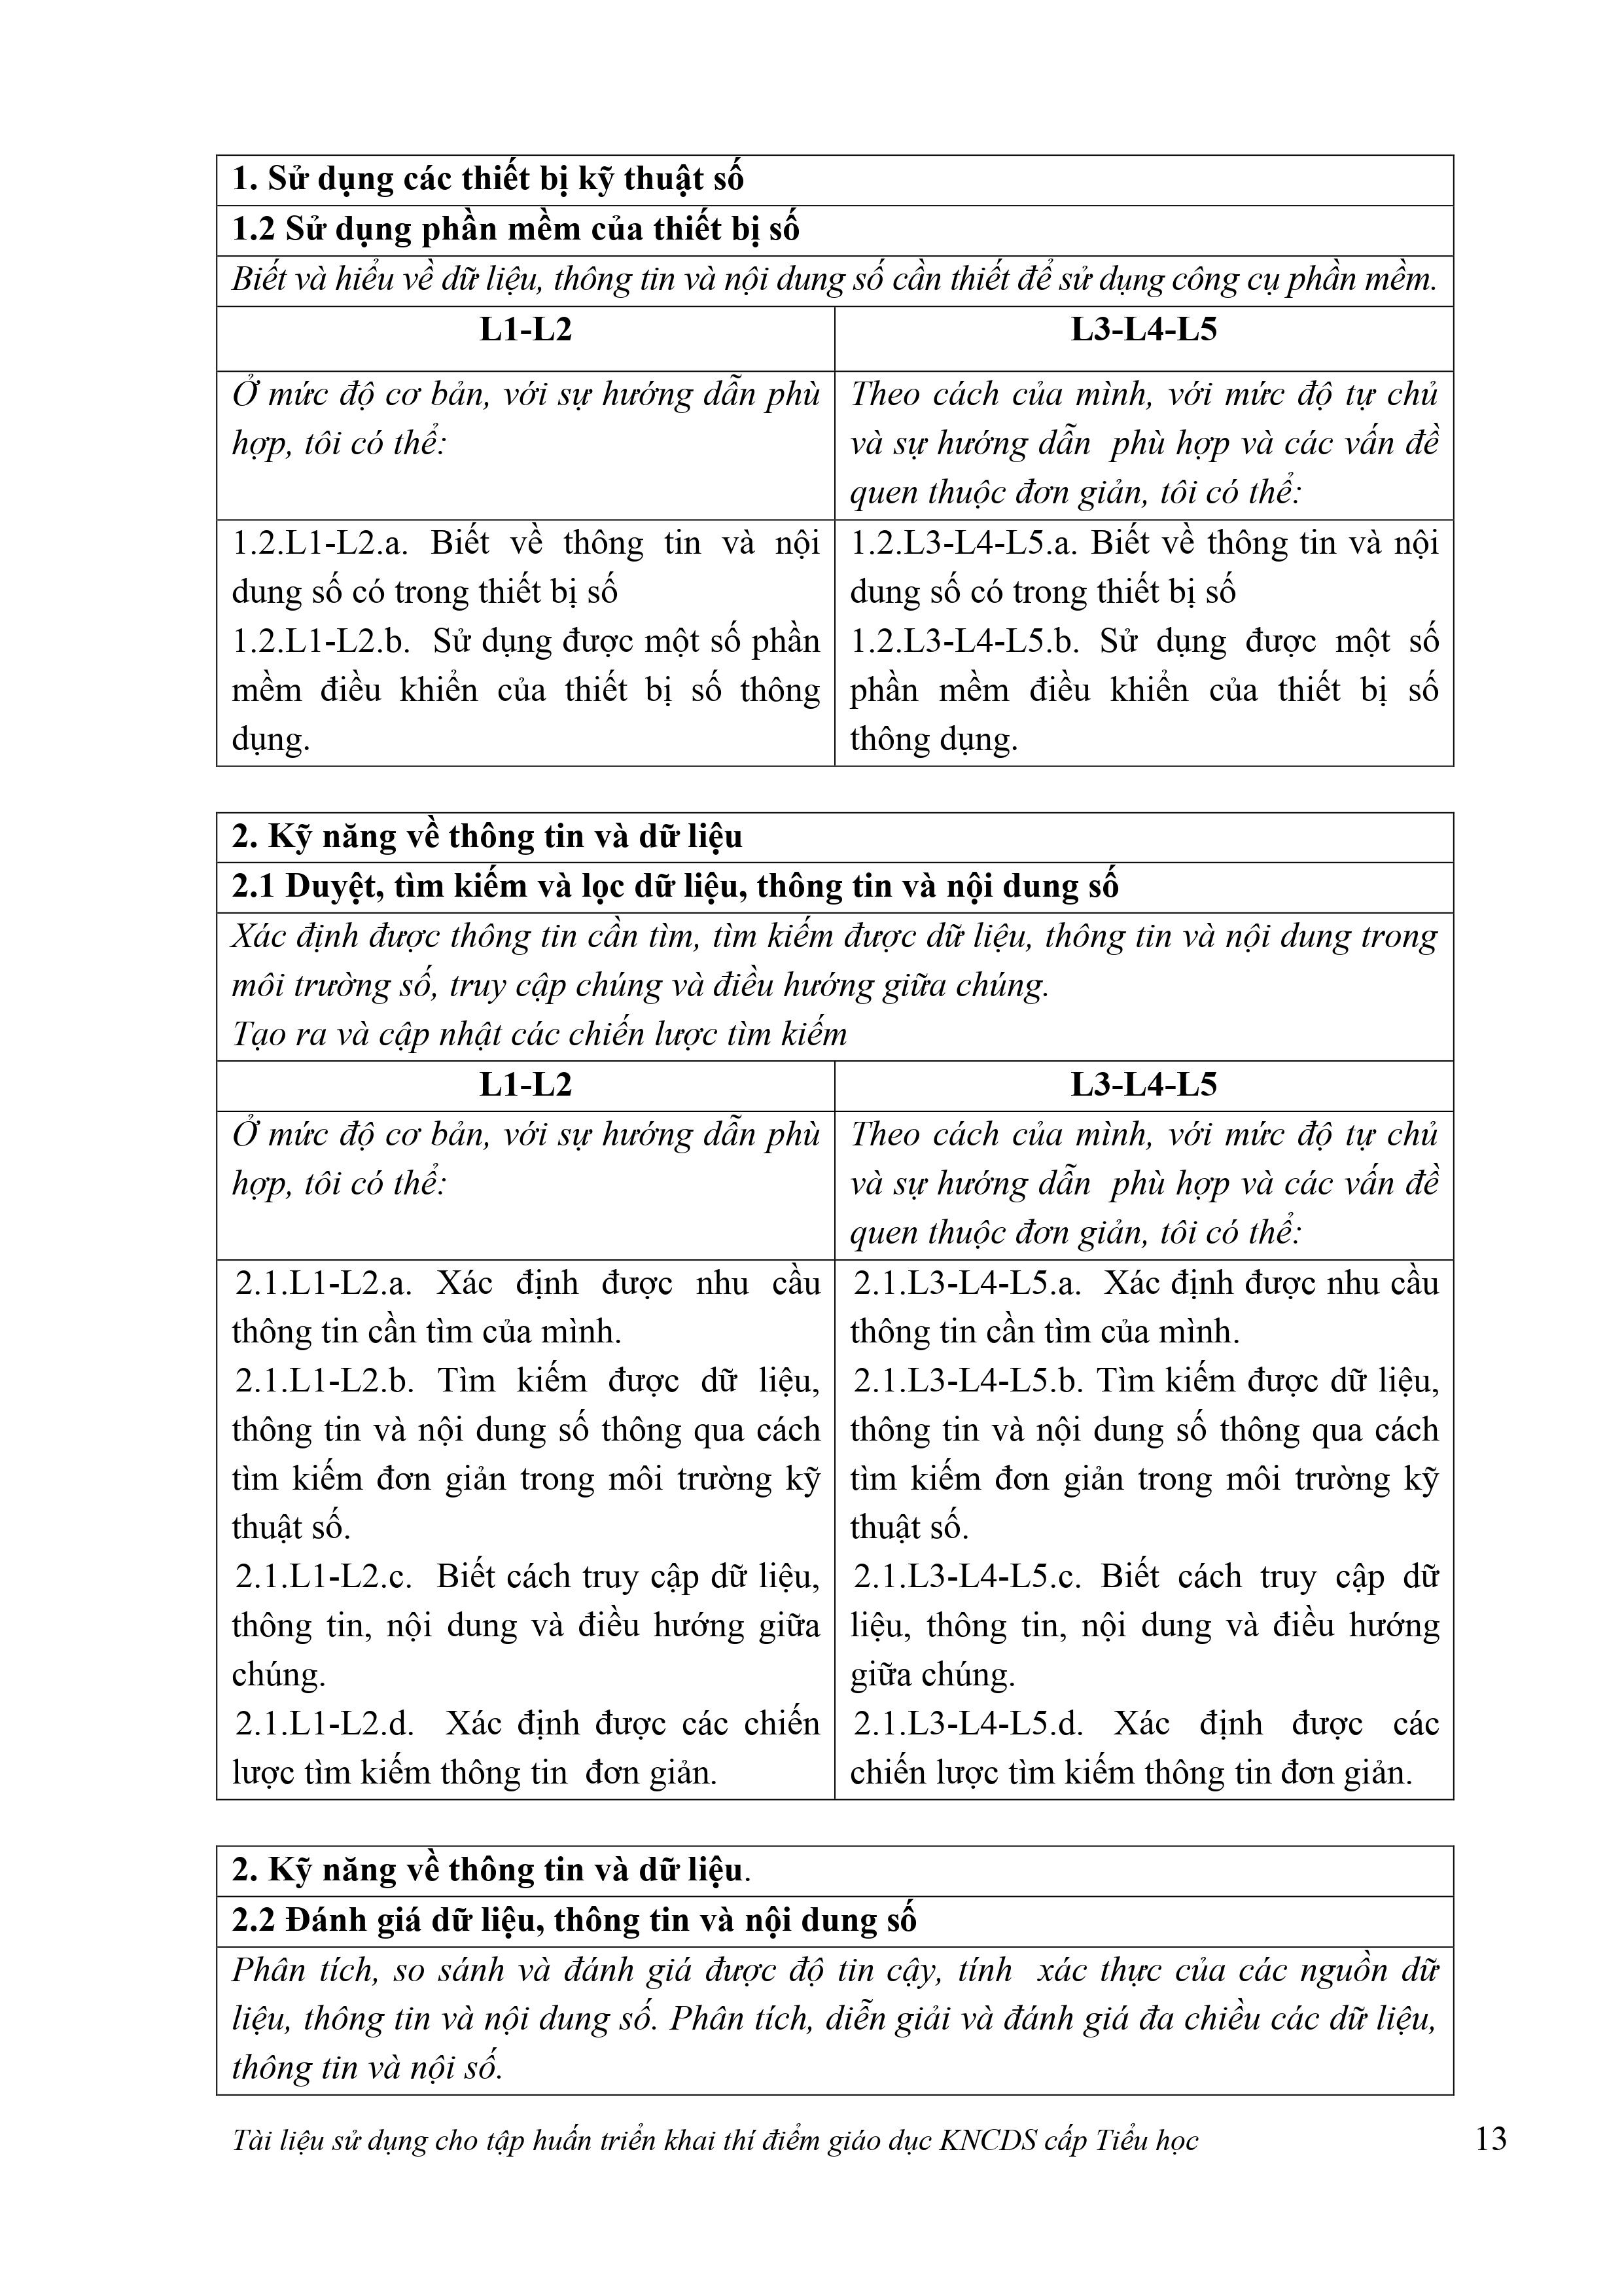 1. Sử dụng các thiết bị kỹ thuật số
1.2 Sử dụng phần mềm của thiết bị số
Biết và hiểu về dữ liệu, thông tin và nội dung số cần thiết để sử dụng công cụ phần mềm.
L1-L2
L3-L4-L5
Ở mức độ cơ bản, với sự hướng dẫn phù
hợp, tôi có thể:
Theo cách của mình, với mức độ tự chủ
và sự hướng dẫn phù hợp và các vấn đề
quen thuộc đơn giản, tôi có thể:
1.2.L1-L2.a. Biết về thông tin và nội
dung số có trong thiết bị số
1.2.L1-L2.b. Sử dụng được một số phần
mềm điều khiển của thiết bị số thông
dụng.
1.2.L3-L4-L5.a. Biết về thông tin và nội
dung số có trong thiết bị số
1.2.L3-L4-L5.b. Sử dụng được một số
phần mềm điều khiển của thiết bị số
thông dụng.
2. Kỹ năng về thông tin và dữ liệu
2.1 Duyệt, tìm kiếm và lọc dữ liệu, thông tin và nội dung số
Xác định được thông tin cần tìm, tìm kiếm được dữ liệu, thông tin và nội dung trong
môi trường số, truy cập chúng và điều hướng giữa chúng.
Tạo ra và cập nhật các chiến lược tìm kiếm
L1-L2
L3-L4-L5
Ở mức độ cơ bản, với sự hướng dẫn phù
hợp, tôi có thể:
Theo cách của mình, với mức độ tự chủ
và sự hướng dẫn phù hợp và các vấn đề
quen thuộc đơn giản, tôi có thể:
2.1.L1-L2.a. Xác định được nhu cầu
thông tin cần tìm của mình.
2.1.L1-L2.b. Tìm kiếm được dữ liệu,
thông tin và nội dung số thông qua cách
tìm kiếm đơn giản trong môi trường kỹ
thuật số.
2.1.L1-L2.c. Biết cách truy cập dữ liệu,
thông tin, nội dung và điều hướng giữa
chúng.
2.1.L1-L2.d. Xác định được các chiến
lược tìm kiếm thông tin đơn giản.
2.1.L3-L4-L5.a. Xác định được nhu cầu
thông tin cần tìm của mình.
2.1.L3-L4-L5.b. Tìm kiếm được dữ liệu,
thông tin và nội dung số thông qua cách
tìm kiếm đơn giản trong môi trường kỹ
thuật số.
2.1.L3-L4-L5.c. Biết cách truy cập dữ
liệu, thông tin, nội dung và điều hướng
giữa chúng.
2.1.L3-L4-L5.d. Xác định được các
chiến lược tìm kiếm thông tin đơn giản.
2. Kỹ năng về thông tin và dữ liệu.
2.2 Đánh giá dữ liệu, thông tin và nội dung số
Phân tích, so sánh và đánh giá được độ tin cậy, tính xác thực của các nguồn dữ
liệu, thông tin và nội dung số. Phân tích, diễn giải và đánh giá đa chiều các dữ liệu,
thông tin và nội số.
Tài liệu sử dụng cho tập huấn triển khai thí điểm giáo dục KNCDS cấp Tiểu học
13